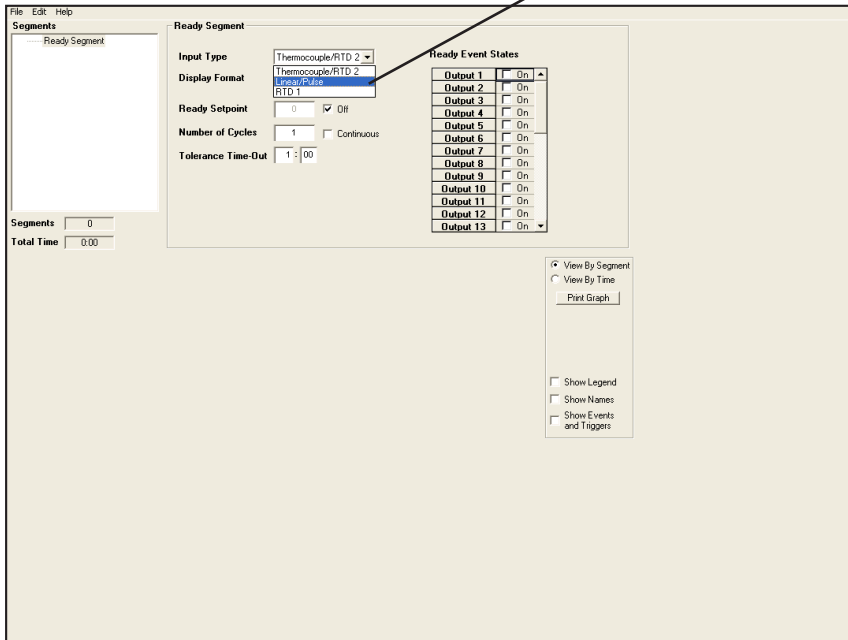 File Edit Help
Segments
Ready Segment
Segments 0
Total Time 0:00
Ready Segment
Input Type Thermocouple/RTD 2
Thermocouple/RTD 2
Linear/Pulse
RTD 1
Display Format
Ready Setpoint 0 Off
Number of Cycles 1 Continuous
Tolerance Time-Out 1 : 00
Ready Event States
Output 1 On
Output 2 On
Output 3 On
Output 4 On
Output 5 On
Output 6 On
Output 7 On
Output 8 On
Output 9 On
Output 10 On
Output 11 On
Output 12 On
Output 13 On
View By Segment
View By Time
Print Graph
Show Legend
Show Names
Show Events
and Triggers